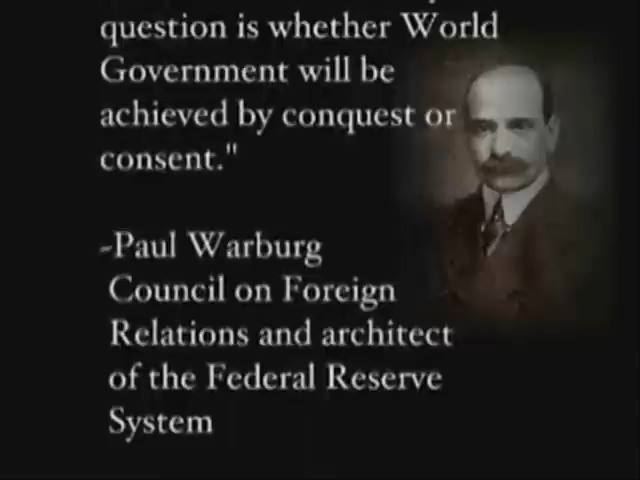 question is whether World
Government will be
achieved by conquest or
consent."
-Paul Warburg
Council on Foreign
Relations and architect
of the Federal Reserve
System